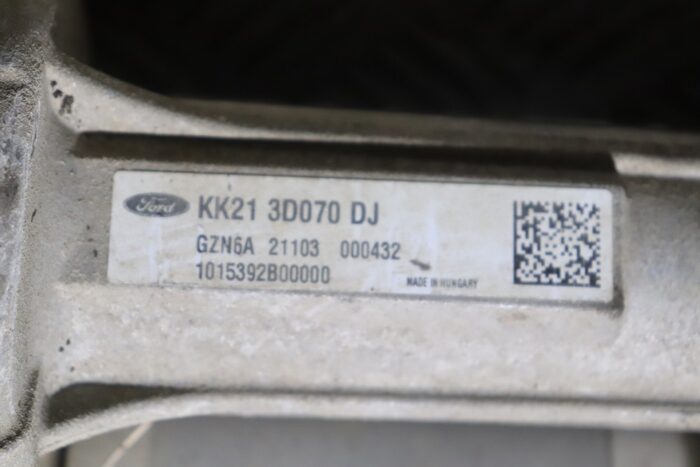 Ford KK21 3D070 DJ
GZN6A 21103 000432
1015392B00000
MADE IN HUNGARY